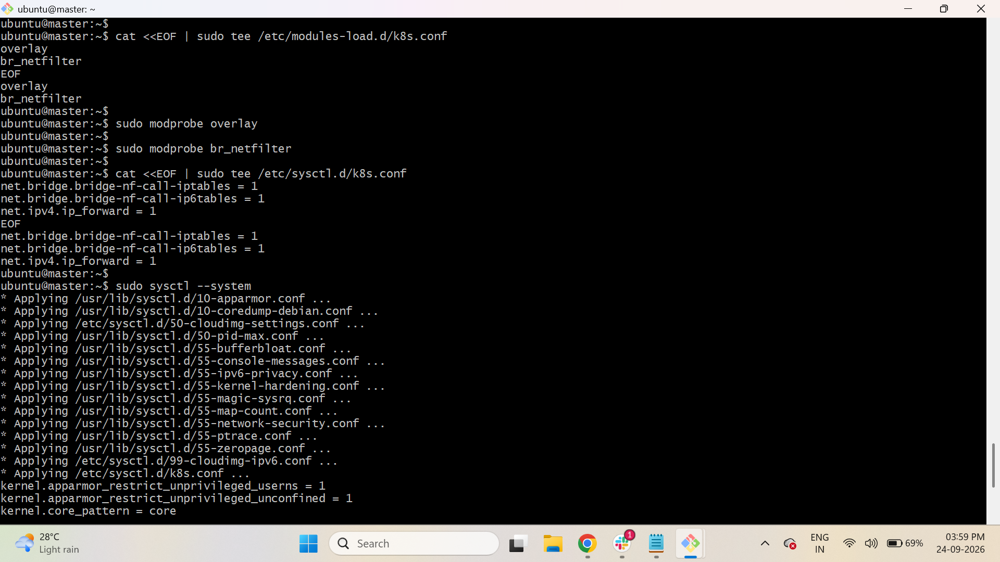 ubuntu@master: ~
ubuntu@master:~$
ubuntu@master:~$ cat <<EOF | sudo tee /etc/modules-load.d/k8s.conf
overlay
br_netfilter
EOF
overlay
br_netfilter
ubuntu@master:~$
ubuntu@master:~$ sudo modprobe overlay
ubuntu@master:~$
ubuntu@master:~$ sudo modprobe br_netfilter
ubuntu@master:~$
ubuntu@master:~$ cat <<EOF | sudo tee /etc/sysctl.d/k8s.conf
net.bridge.bridge-nf-call-iptables = 1
net.bridge.bridge-nf-call-ip6tables = 1
net.ipv4.ip_forward = 1
EOF
net.bridge.bridge-nf-call-iptables = 1
net.bridge.bridge-nf-call-ip6tables = 1
net.ipv4.ip_forward = 1
ubuntu@master:~$
ubuntu@master:~$ sudo sysctl --system
* Applying /usr/lib/sysctl.d/10-apparmor.conf ...
* Applying /usr/lib/sysctl.d/10-coredump-debian.conf ...
* Applying /etc/sysctl.d/50-cloudimg-settings.conf ...
* Applying /usr/lib/sysctl.d/50-pid-max.conf ...
* Applying /usr/lib/sysctl.d/55-bufferbloat.conf ...
* Applying /usr/lib/sysctl.d/55-console-messages.conf ...
* Applying /usr/lib/sysctl.d/55-ipv6-privacy.conf ...
* Applying /usr/lib/sysctl.d/55-kernel-hardening.conf ...
* Applying /usr/lib/sysctl.d/55-magic-sysrq.conf ...
* Applying /usr/lib/sysctl.d/55-map-count.conf ...
* Applying /usr/lib/sysctl.d/55-network-security.conf ...
* Applying /usr/lib/sysctl.d/55-ptrace.conf ...
* Applying /usr/lib/sysctl.d/55-zeropage.conf ...
* Applying /etc/sysctl.d/99-cloudimg-ipv6.conf ...
* Applying /etc/sysctl.d/k8s.conf ...
kernel.apparmor_restrict_unprivileged_userns = 1
kernel.apparmor_restrict_unprivileged_unconfined = 1
kernel.core_pattern = core
28°C
Light rain
Search
1
ENG
IN
69%
03:59 PM
24-09-2026